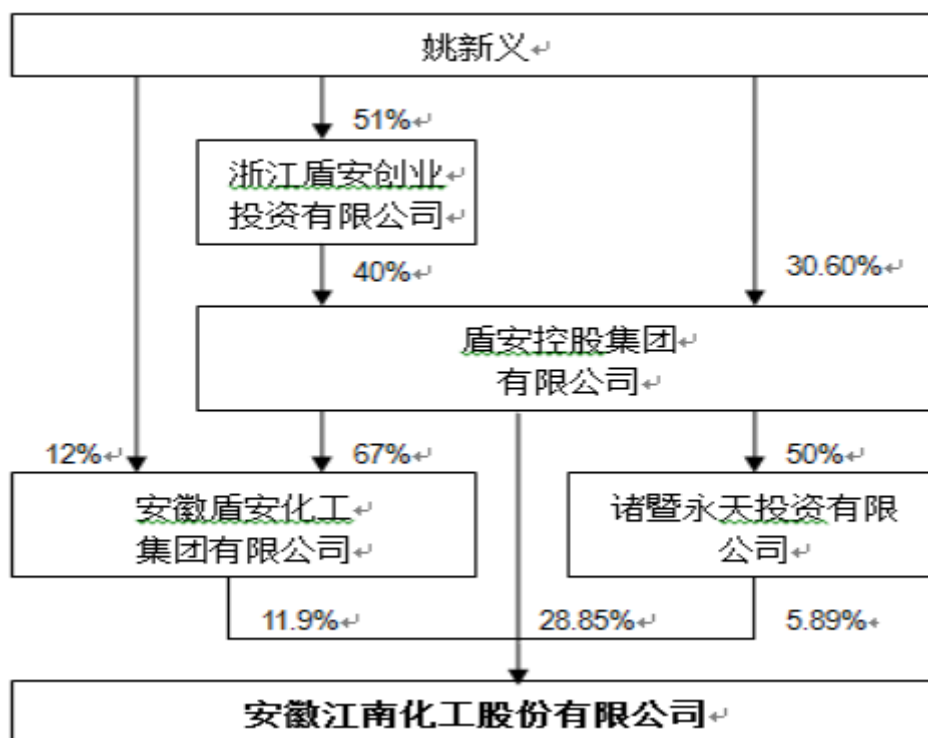 姚新义
51%
浙江盾安创业
投资有限公司
40%
30.60%
盾安控股集团
有限公司
12%
67%
50%
安徽盾安化工
集团有限公司
诸暨永天投资有限
公司
11.9%
28.85%
5.89%
安徽江南化工股份有限公司